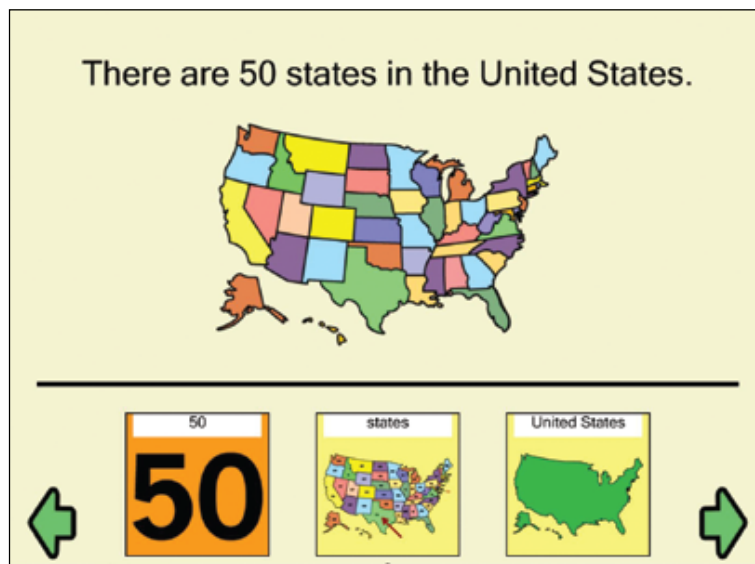 There are 50 states in the United States.
50
states
United States
50